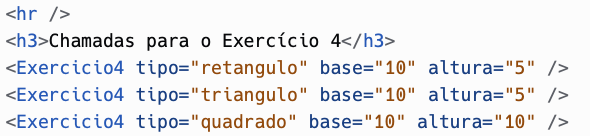 <hr />
<h3>Chamadas para o Exercício 4</h3>
<Exercicio4 tipo="retangulo" base="10" altura="5" />
<Exercicio4 tipo="triangulo" base="10" altura="5" />
<Exercicio4 tipo="quadrado" base="10" altura="10" />